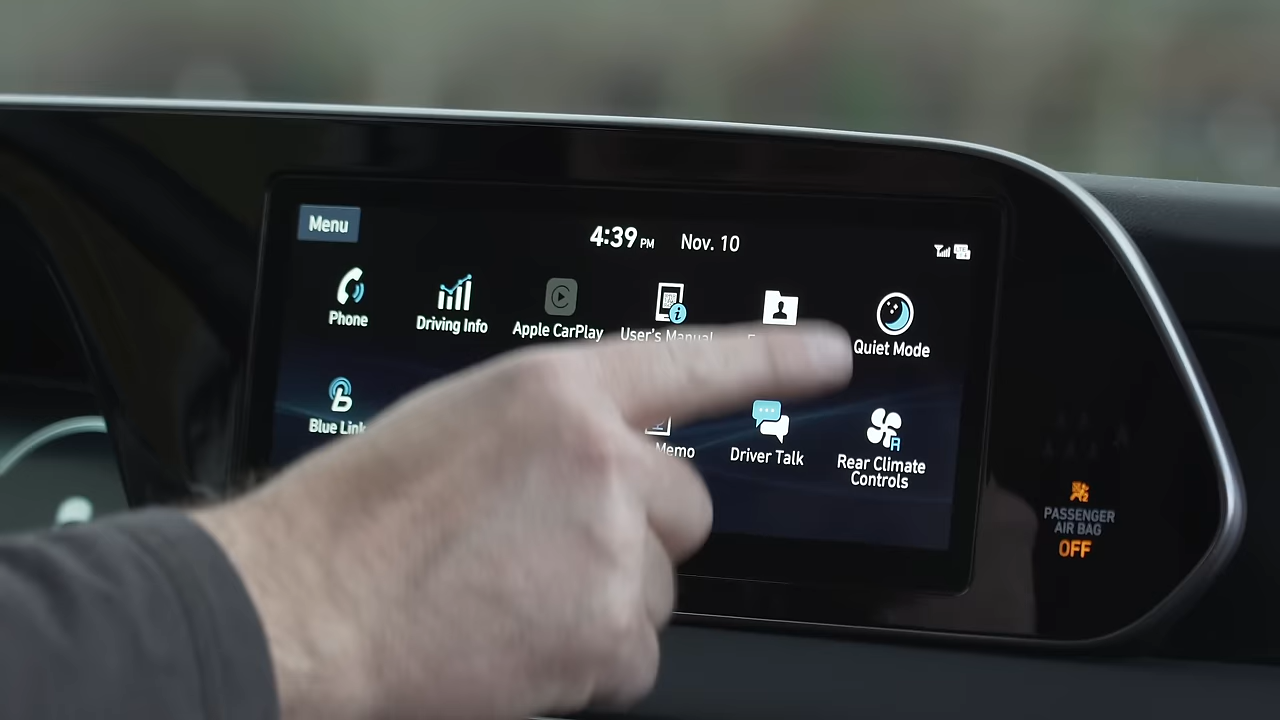 Menu
4:39 PM Nov. 10
Phone
Driving Info
Apple CarPlay
User's Manual
Quiet Mode
Blue Link
Memo
Driver Talk
Rear Climate
Controls
PASSENGER
AIR BAG
OFF